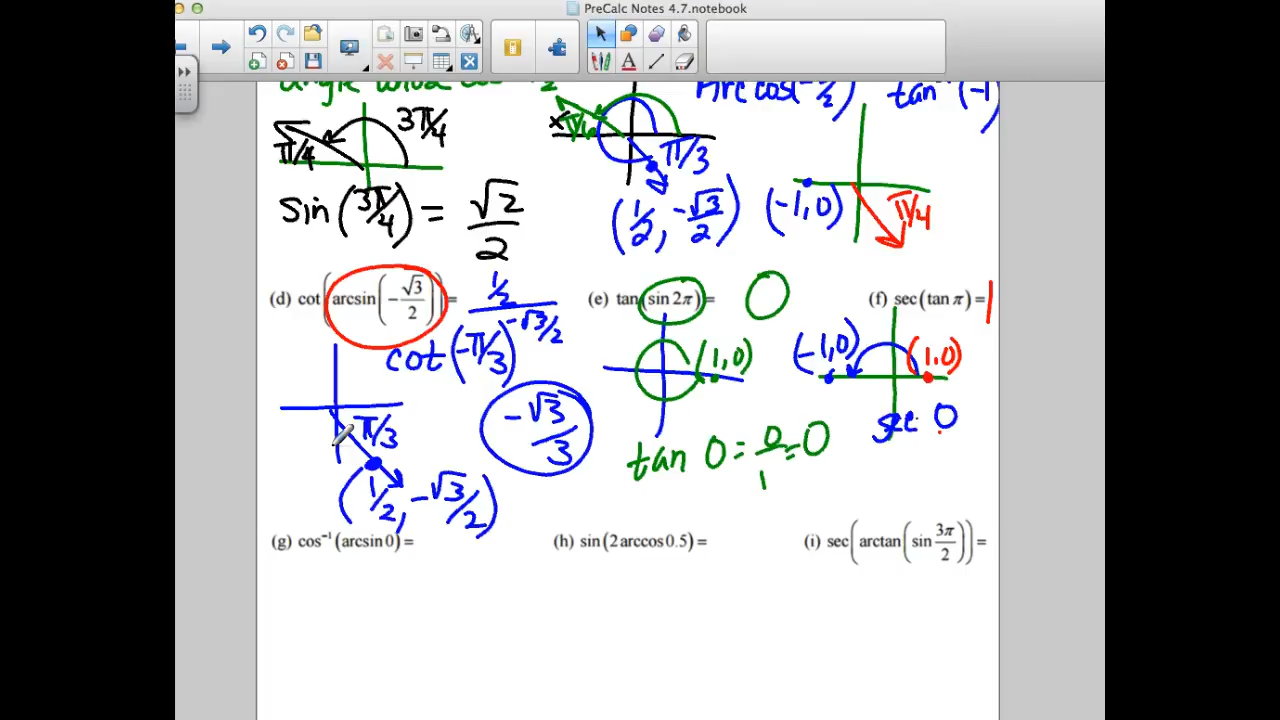 PreCalc Notes 4.7.notebook
Arc cos(-√3/2) tan⁻¹(-1)
3π/4
π/4
π/6
π/3
sin(3π/4) = √2/2
(1/2, -√3/2)
(-1,0)
π/4
(d) cot(arcsin(-√3/2)) = 1/2 / -√3/2
(e) tan(sin 2π) = 0
(f) sec(tan π) = 1
cot(-π/3)
(1,0)
(-1,0) (1,0)
π/3
-√3/3
sec 0
tan 0 = 0/1 = 0
(1/2, -√3/2)
(g) cos⁻¹(arcsin 0) =
(h) sin(2 arccos 0.5) =
(i) sec(arctan(sin 3π/2)) =